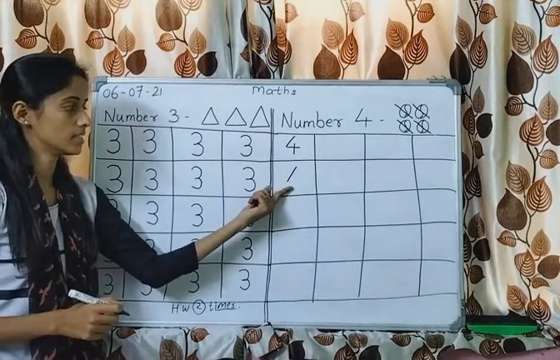 06-07-21 Maths
Number 3 - Number 4 -
3 3 3 3 4
3 3 3 3 /
3 3 3
3 3 3
3 3 3 3
HW ② times.